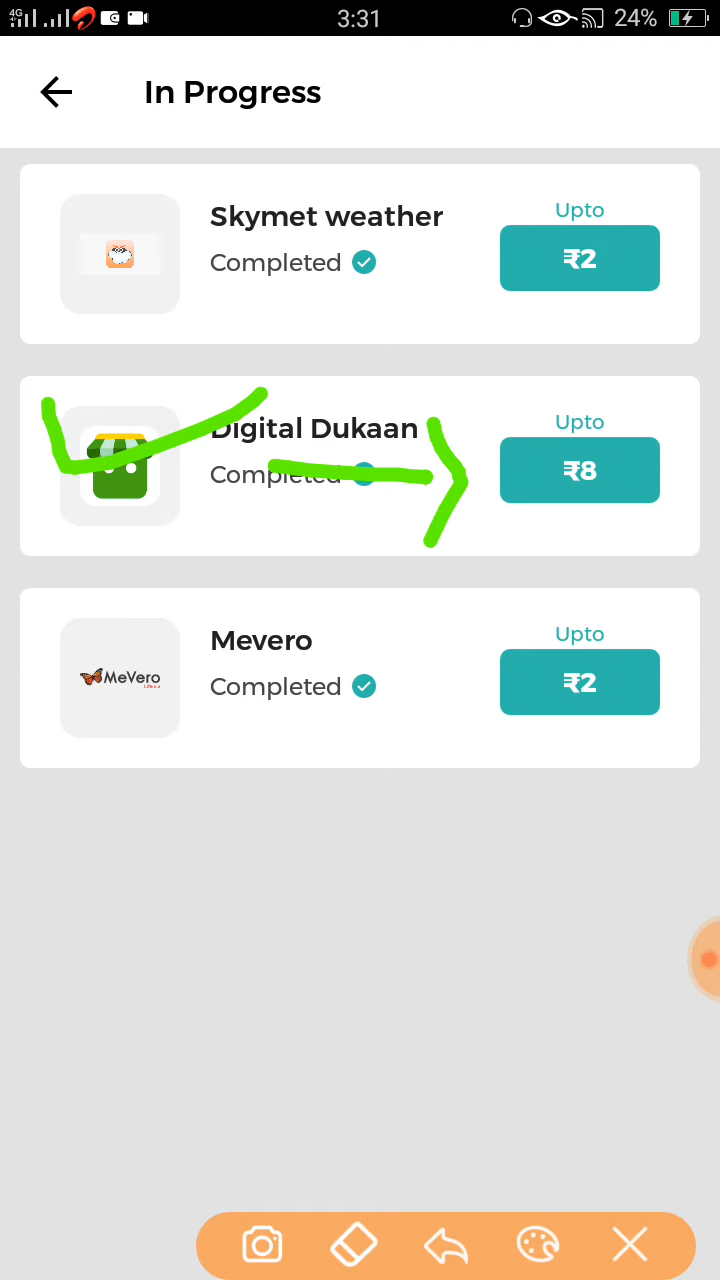 4G 3:31 24%
In Progress
Skymet weather
Completed
Upto
₹2
Digital Dukaan
Completed
Upto
₹8
MeVero
Mevero
Completed
Upto
₹2